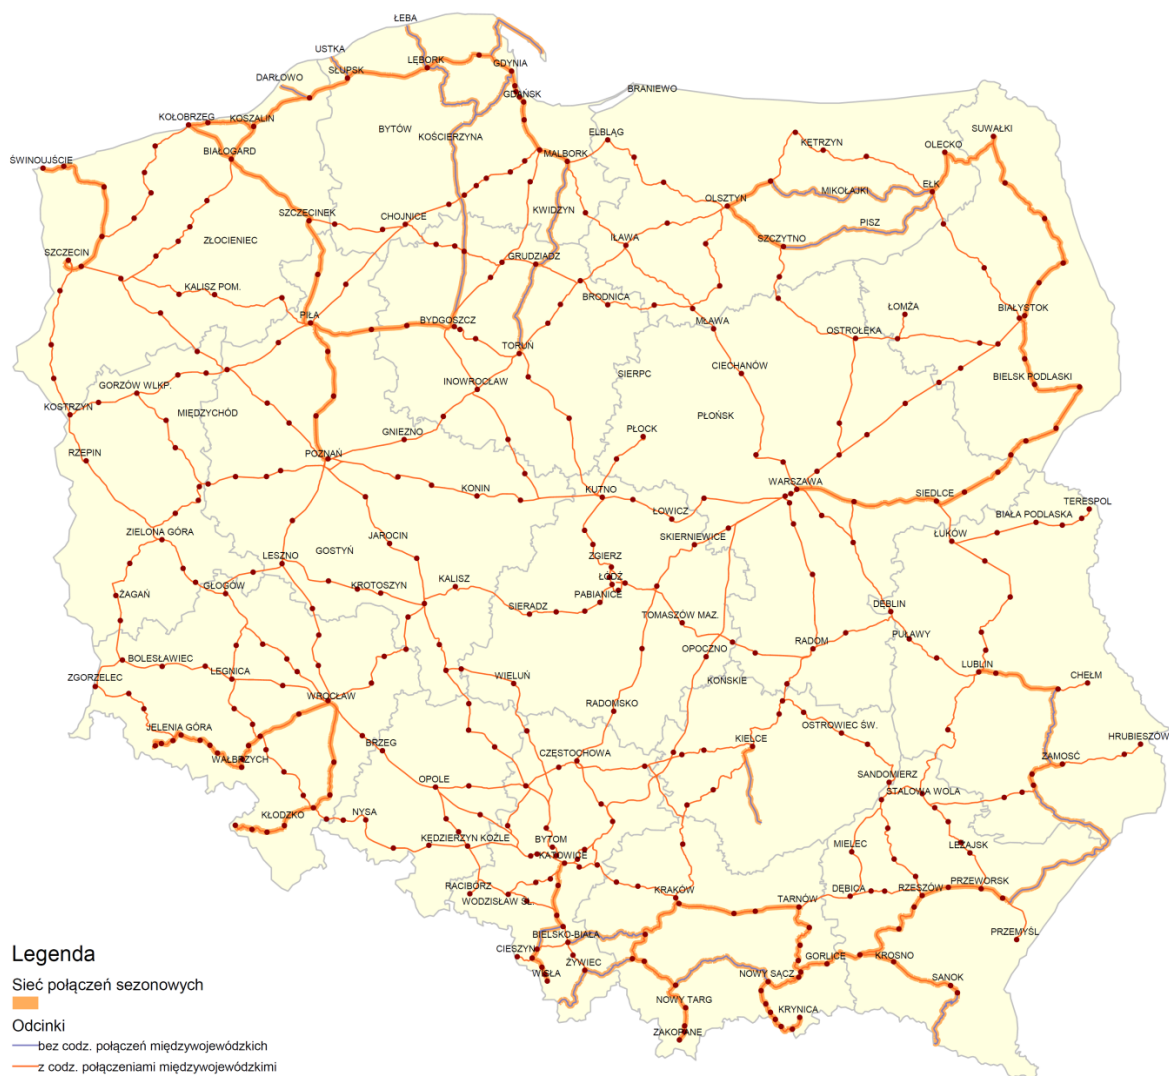 ŁEBA
USTKA
LĘBORK
GDYNIA
SŁUPSK
DARŁOWO
GDAŃSK
BRANIEWO
KOŁOBRZEG
KOSZALIN
BYTÓW
KOŚCIERZYNA
ELBLĄG
KĘTRZYN
SUWAŁKI
OLECKO
ŚWINOUJŚCIE
BIAŁOGARD
MALBORK
MIKOŁAJKI
EŁK
SZCZECINEK
CHOJNICE
KWIDZYN
OLSZTYN
PISZ
ZŁOCIENIEC
SZCZYTNO
IŁAWA
SZCZECIN
GRUDZIĄDZ
KALISZ POM.
BRODNICA
ŁOMŻA
PIŁA
BYDGOSZCZ
MŁAWA
BIAŁYSTOK
OSTROŁĘKA
TORUŃ
CIECHANÓW
SIERPC
BIELSK PODLASKI
GORZÓW WLKP.
INOWROCŁAW
KOSTRZYN
MIĘDZYCHÓD
PŁOŃSK
GNIEZNO
PŁOCK
RZEPIN
POZNAŃ
WARSZAWA
KONIN
KUTNO
SIEDLCE
TERESPOL
ŁOWICZ
BIAŁA PODLASKA
ZIELONA GÓRA
SKIERNIEWICE
ŁUKÓW
JAROCIN
GOSTYŃ
ZGIERZ
LESZNO
ŁÓDŹ
GŁOGÓW
KROTOSZYN
KALISZ
ŻAGAŃ
PABIANICE
SIERADZ
DĘBLIN
TOMASZÓW MAZ.
PUŁAWY
RADOM
OPOCZNO
BOLESŁAWIEC
LUBLIN
ZGORZELEC
LEGNICA
WIELUŃ
CHEŁM
KOŃSKIE
WROCŁAW
RADOMSKO
OSTROWIEC ŚW.
JELENIA GÓRA
HRUBIESZÓW
KIELCE
BRZEG
CZĘSTOCHOWA
WAŁBRZYCH
ZAMOŚĆ
OPOLE
SANDOMIERZ
STALOWA WOLA
KŁODZKO
NYSA
KĘDZIERZYN KOŹLE
BYTOM
MIELEC
LEŻAJSK
KATOWICE
RACIBÓRZ
KRAKÓW
DĘBICA
RZESZÓW
PRZEWORSK
WODZISŁAW ŚL.
TARNÓW
BIELSKO-BIAŁA
PRZEMYŚL
CIESZYN
GORLICE
KROSNO
ŻYWIEC
WISŁA
NOWY SĄCZ
SANOK
NOWY TARG
KRYNICA
ZAKOPANE
Legenda
Sieć połączeń sezonowych
Odcinki
bez codz. połączeń międzywojewódzkich
z codz. połączeniami międzywojewódzkimi